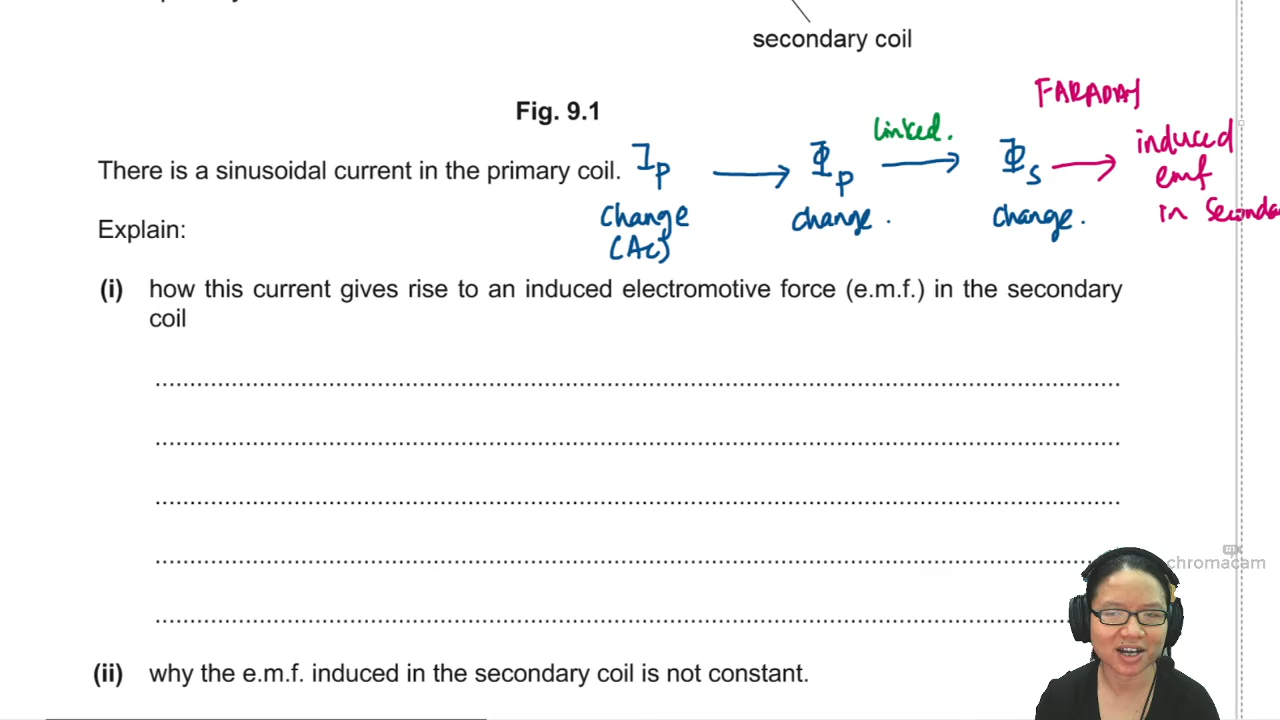 secondary coil
FARADAY
Fig. 9.1
linked.
There is a sinusoidal current in the primary coil. Ip → Φp → Φs → induced emf in
change (AC) change. change.
Explain:
(i) how this current gives rise to an induced electromotive force (e.m.f.) in the secondary
coil
chromacam
(ii) why the e.m.f. induced in the secondary coil is not constant.